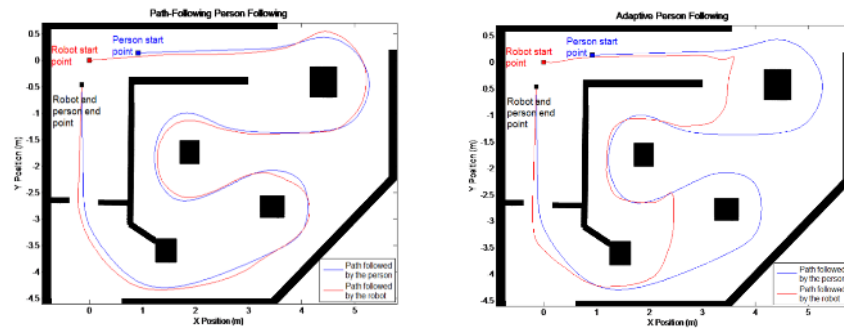 Path-Following Person Following
0.5
0
-0.5
-1
-1.5
-2
-2.5
-3
-3.5
-4
-4.5
Y Position (m)
Robot start
point
Person start
point
Robot and
person end
point
Path followed
by the person
Path followed
by the robot
0 1 2 3 4 5
X Position (m)
Adaptive Person Following
0.5
0
-0.5
-1
-1.5
-2
-2.5
-3
-3.5
-4
-4.5
Y Position (m)
Robot start
point
Person start
point
Robot and
person end
point
Path followed
by the person
Path followed
by the robot
0 1 2 3 4 5
X Position (m)